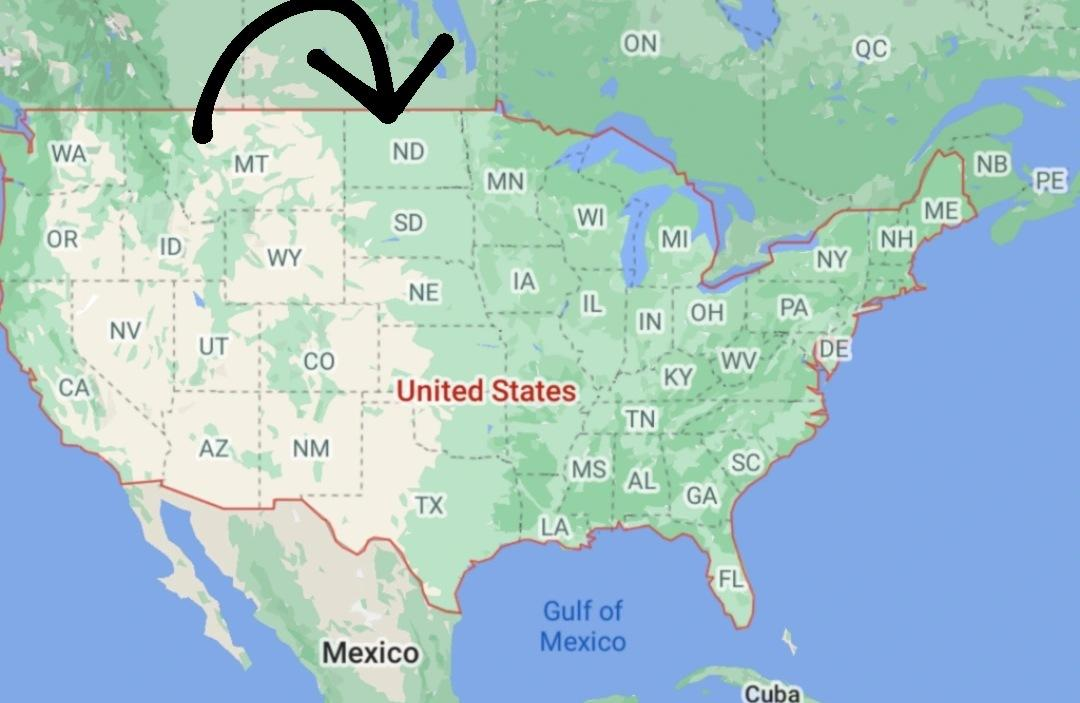 ON
QC
WA
MT
ND
MN
NB
PE
OR
ID
WY
SD
WI
MI
NY
NH
ME
NV
UT
CO
NE
IA
IL
IN
OH
PA
CA
United States
KY
WV
DE
AZ
NM
TN
TX
MS
AL
GA
SC
LA
FL
Gulf of
Mexico
Mexico
Cuba